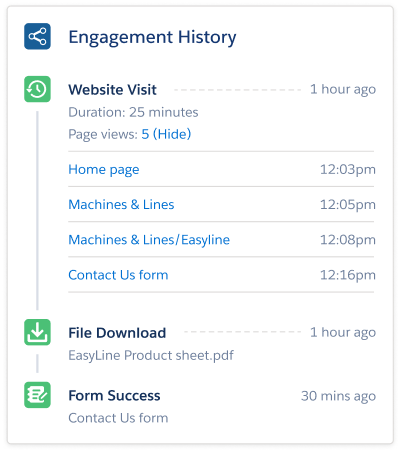 Engagement History
Website Visit 1 hour ago
Duration: 25 minutes
Page views: 5 (Hide)
Home page 12:03pm
Machines & Lines 12:05pm
Machines & Lines/Easyline 12:08pm
Contact Us form 12:16pm
File Download 1 hour ago
EasyLine Product sheet.pdf
Form Success 30 mins ago
Contact Us form